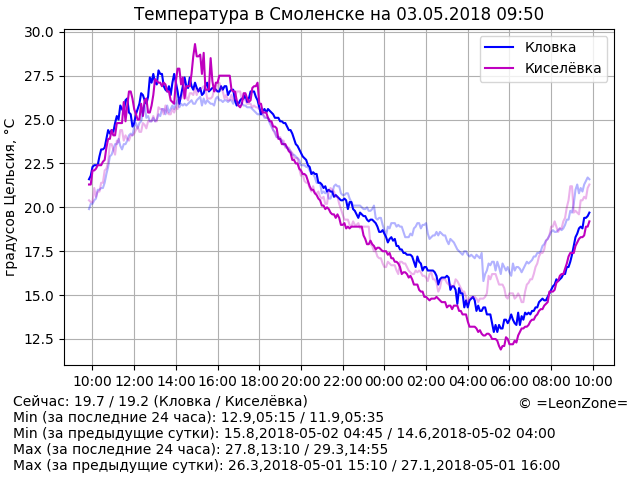 Температура в Смоленске на 03.05.2018 09:50
градусов Цельсия, °C
30.0
27.5
25.0
22.5
20.0
17.5
15.0
12.5
Кловка
Киселёвка
10:00 12:00 14:00 16:00 18:00 20:00 22:00 00:00 02:00 04:00 06:00 08:00 10:00
Сейчас: 19.7 / 19.2 (Кловка / Киселёвка)
© =LeonZone=
Min (за последние 24 часа): 12.9,05:15 / 11.9,05:35
Min (за предыдущие сутки): 15.8,2018-05-02 04:45 / 14.6,2018-05-02 04:00
Max (за последние 24 часа): 27.8,13:10 / 29.3,14:55
Max (за предыдущие сутки): 26.3,2018-05-01 15:10 / 27.1,2018-05-01 16:00